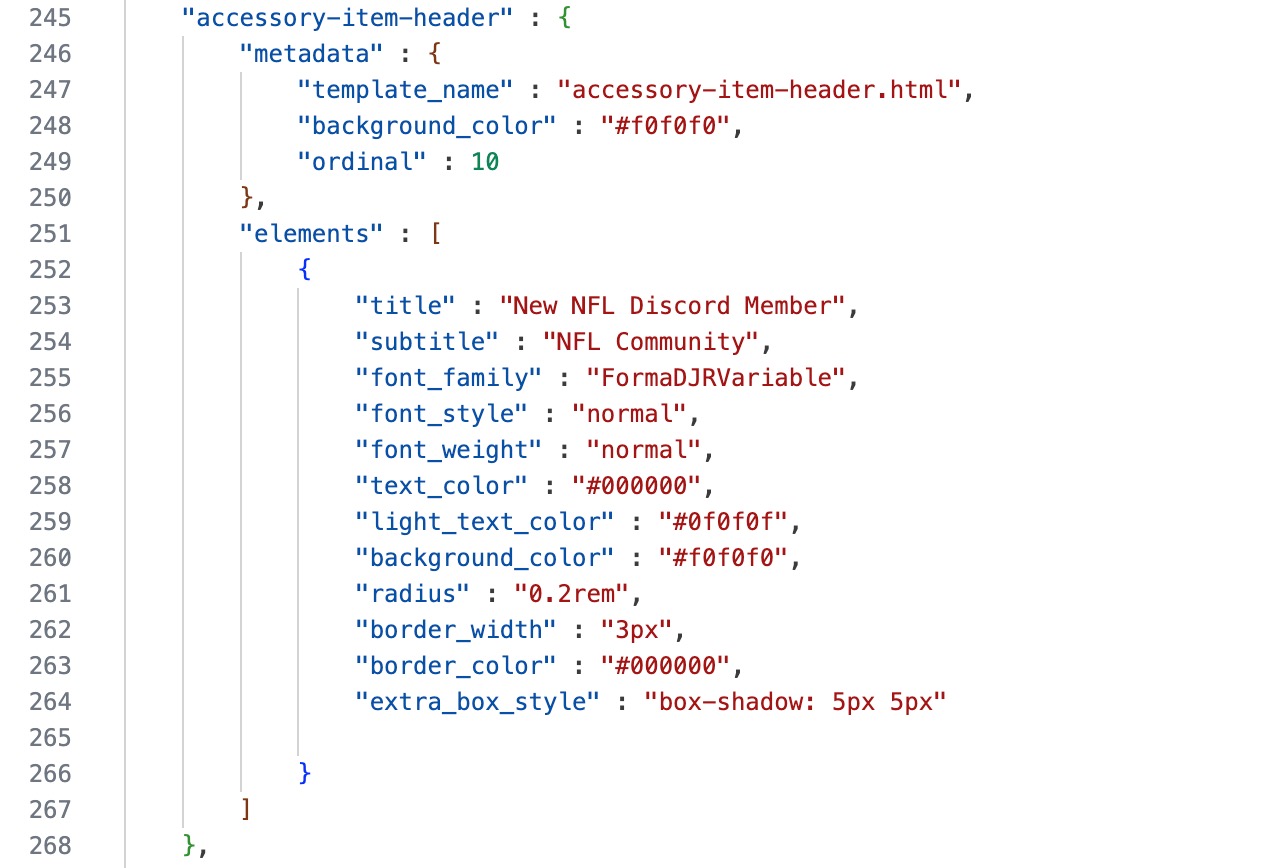 245 "accessory-item-header" : {
246 "metadata" : {
247 "template_name" : "accessory-item-header.html",
248 "background_color" : "#f0f0f0",
249 "ordinal" : 10
250 },
251 "elements" : [
252 {
253 "title" : "New NFL Discord Member",
254 "subtitle" : "NFL Community",
255 "font_family" : "FormaDJRVariable",
256 "font_style" : "normal",
257 "font_weight" : "normal",
258 "text_color" : "#000000",
259 "light_text_color" : "#0f0f0f",
260 "background_color" : "#f0f0f0",
261 "radius" : "0.2rem",
262 "border_width" : "3px",
263 "border_color" : "#000000",
264 "extra_box_style" : "box-shadow: 5px 5px"
265
266 }
267 ]
268 },